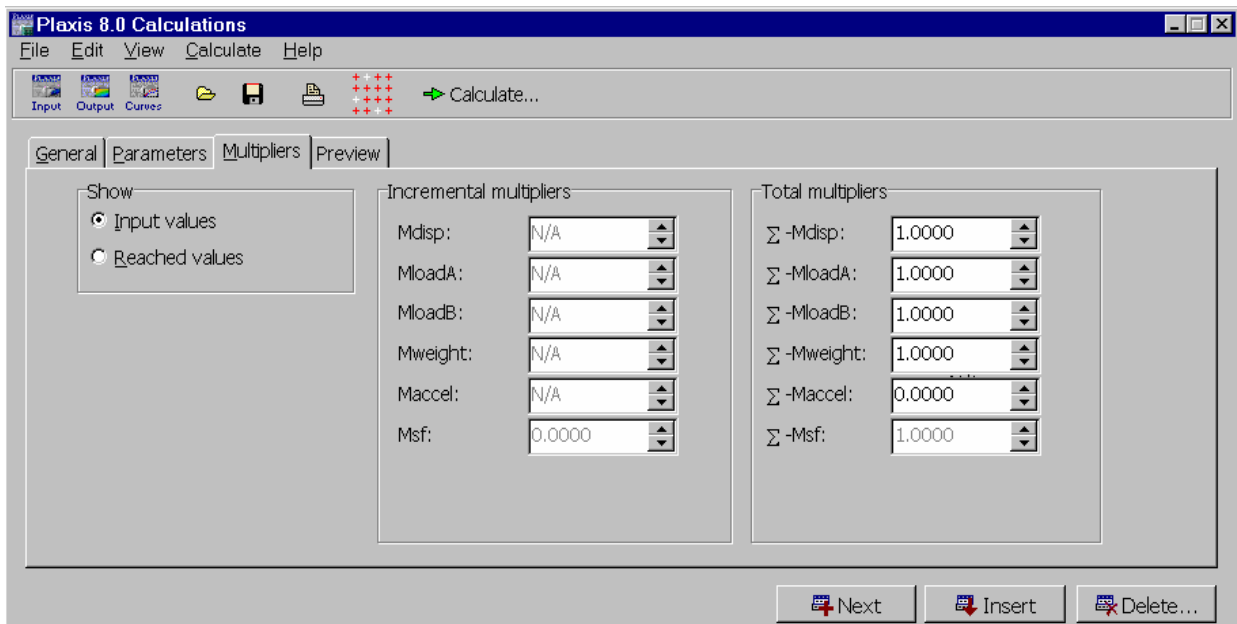 Plaxis 8.0 Calculations
File Edit View Calculate Help
Input Output Curves Calculate...
General Parameters Multipliers Preview
Show
Input values
Reached values
Incremental multipliers
Mdisp: N/A
MloadA: N/A
MloadB: N/A
Mweight: N/A
Maccel: N/A
Msf: 0.0000
Total multipliers
Σ -Mdisp: 1.0000
Σ -MloadA: 1.0000
Σ -MloadB: 1.0000
Σ -Mweight: 1.0000
Σ -Maccel: 0.0000
Σ -Msf: 1.0000
Next Insert Delete...